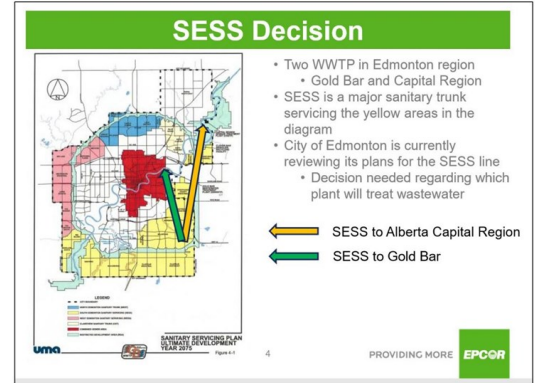 SESS Decision
• Two WWTP in Edmonton region
• Gold Bar and Capital Region
• SESS is a major sanitary trunk
servicing the yellow areas in the
diagram
• City of Edmonton is currently
reviewing its plans for the SESS line
• Decision needed regarding which
plant will treat wastewater
SESS to Alberta Capital Region
SESS to Gold Bar
LEGEND
SANITARY SERVICING PLAN
ULTIMATE DEVELOPMENT
YEAR 2075
uma
Figure 4-1
4
PROVIDING MORE
EPCOR